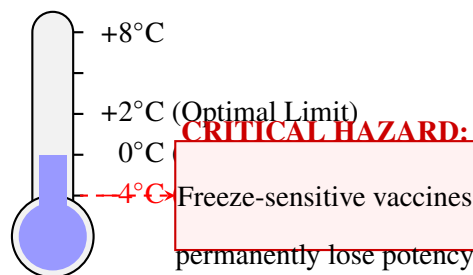 +8°C
+2°C (Optimal Limit)
CRITICAL HAZARD:
0°C (
-4°C
Freeze-sensitive vaccines
permanently lose potency